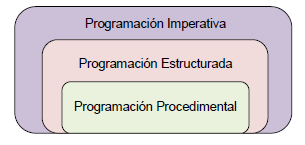 Programación Imperativa
Programación Estructurada
Programación Procedimental